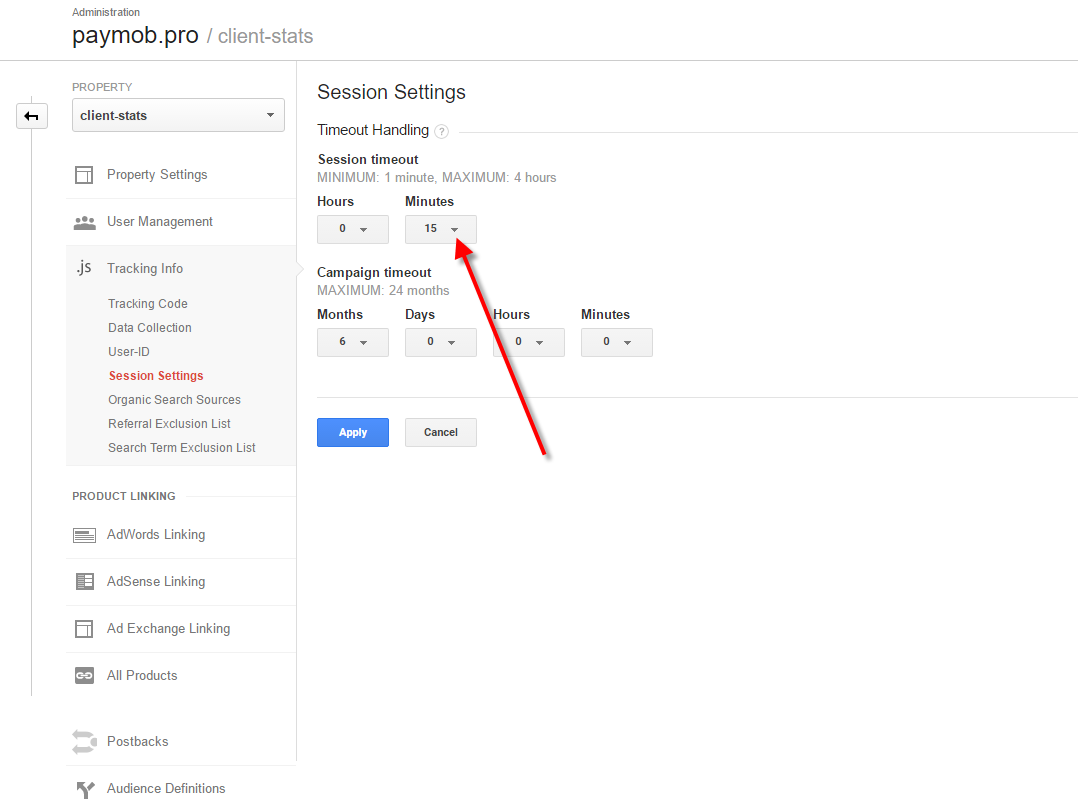 Administration
paymob.pro / client-stats
PROPERTY
client-stats
Property Settings
User Management
.js Tracking Info
Tracking Code
Data Collection
User-ID
Session Settings
Organic Search Sources
Referral Exclusion List
Search Term Exclusion List
PRODUCT LINKING
AdWords Linking
AdSense Linking
Ad Exchange Linking
All Products
Postbacks
Audience Definitions
Session Settings
Timeout Handling ?
Session timeout
MINIMUM: 1 minute, MAXIMUM: 4 hours
Hours Minutes
0 15
Campaign timeout
MAXIMUM: 24 months
Months Days Hours Minutes
6 0 0 0
Apply Cancel